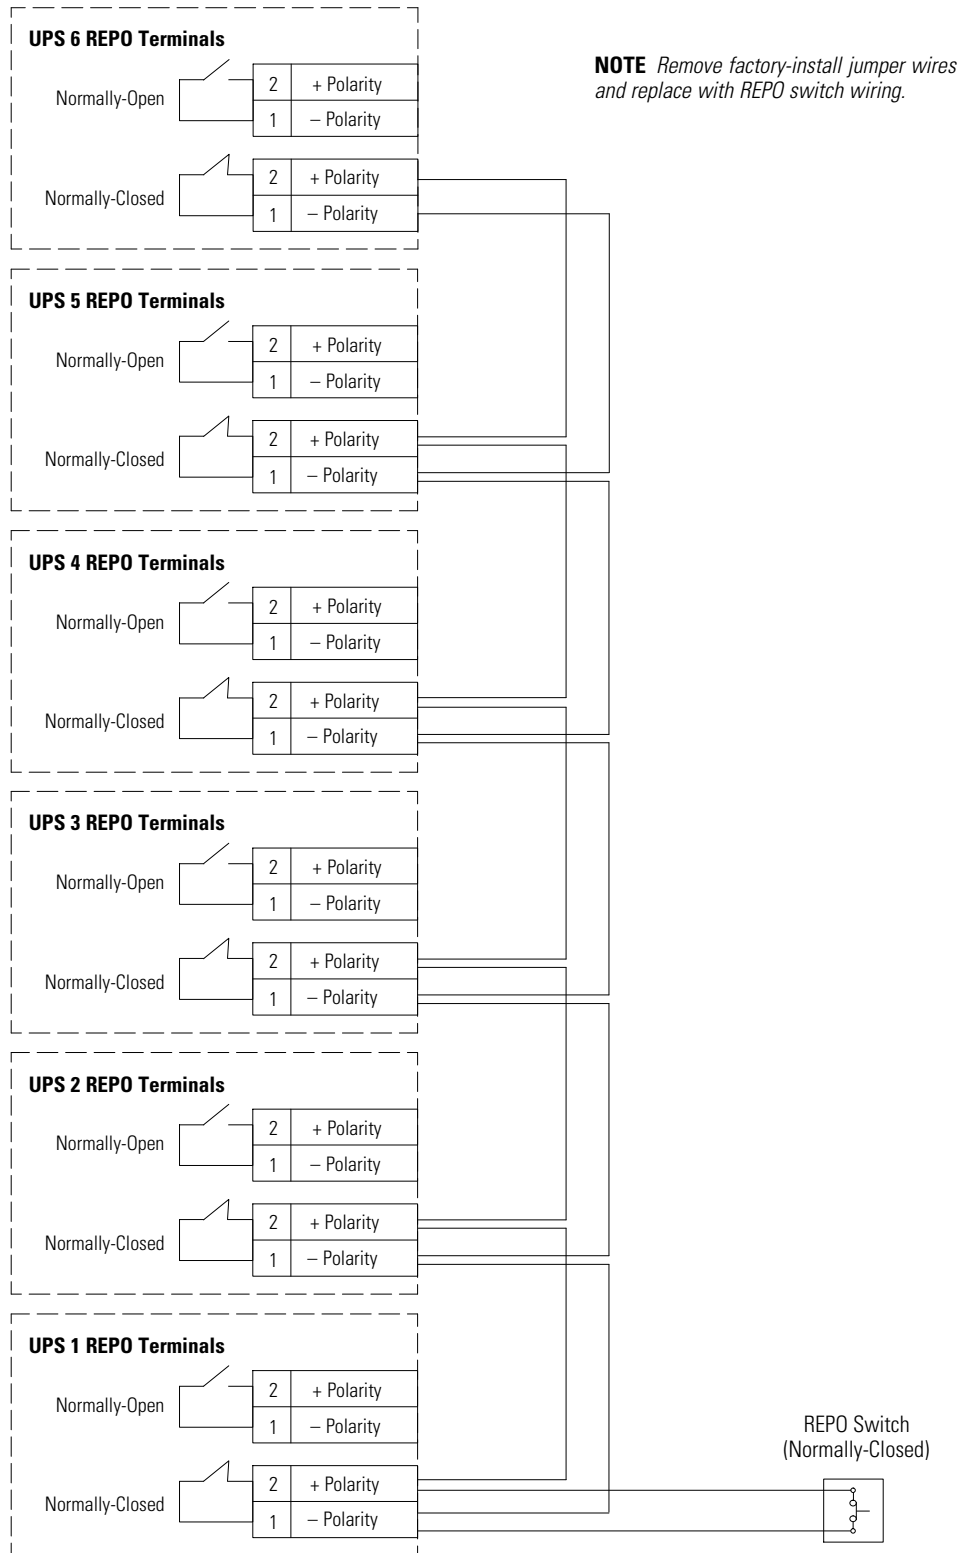 UPS 6 REPO Terminals
NOTE Remove factory-install jumper wires
and replace with REPO switch wiring.
Normally-Open
2 + Polarity
1 – Polarity
Normally-Closed
2 + Polarity
1 – Polarity
UPS 5 REPO Terminals
Normally-Open
2 + Polarity
1 – Polarity
Normally-Closed
2 + Polarity
1 – Polarity
UPS 4 REPO Terminals
Normally-Open
2 + Polarity
1 – Polarity
Normally-Closed
2 + Polarity
1 – Polarity
UPS 3 REPO Terminals
Normally-Open
2 + Polarity
1 – Polarity
Normally-Closed
2 + Polarity
1 – Polarity
UPS 2 REPO Terminals
Normally-Open
2 + Polarity
1 – Polarity
Normally-Closed
2 + Polarity
1 – Polarity
UPS 1 REPO Terminals
Normally-Open
2 + Polarity
1 – Polarity
Normally-Closed
2 + Polarity
1 – Polarity
REPO Switch
(Normally-Closed)